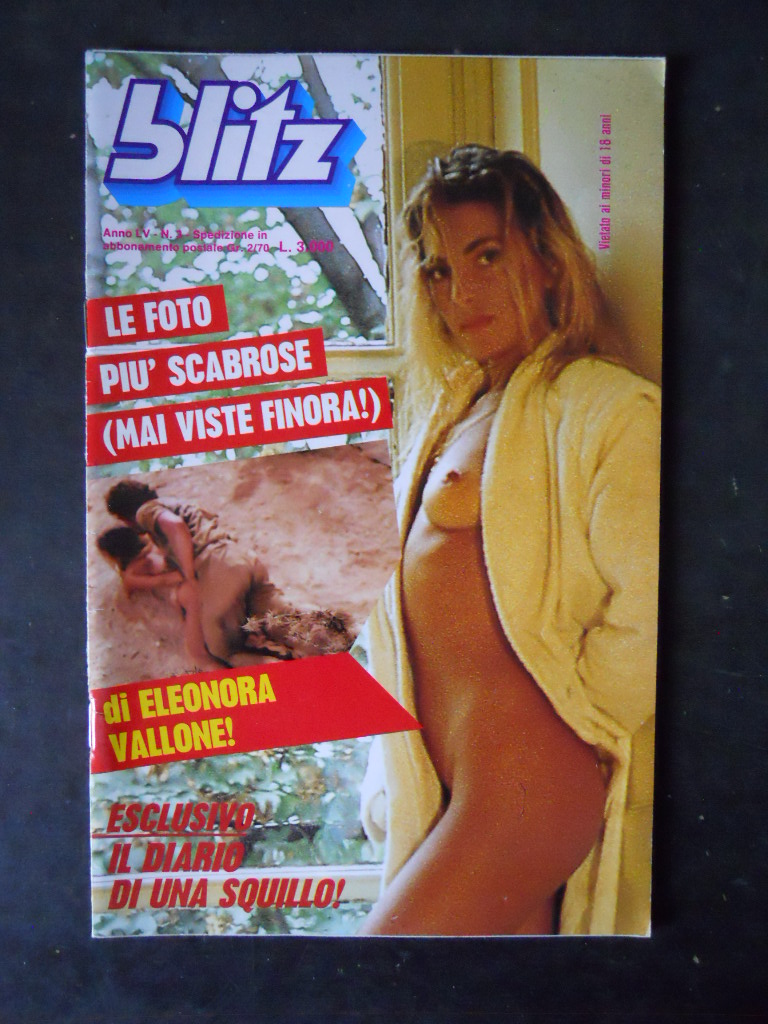 blitz
Vietato ai minori di 18 anni
Anno LV - N. 3 - Spedizione in
abbonamento postale Gr. 2/70 - L. 3.000
LE FOTO
PIU' SCABROSE
(MAI VISTE FINORA!)
di ELEONORA
VALLONE!
ESCLUSIVO
IL DIARIO
DI UNA SQUILLO!